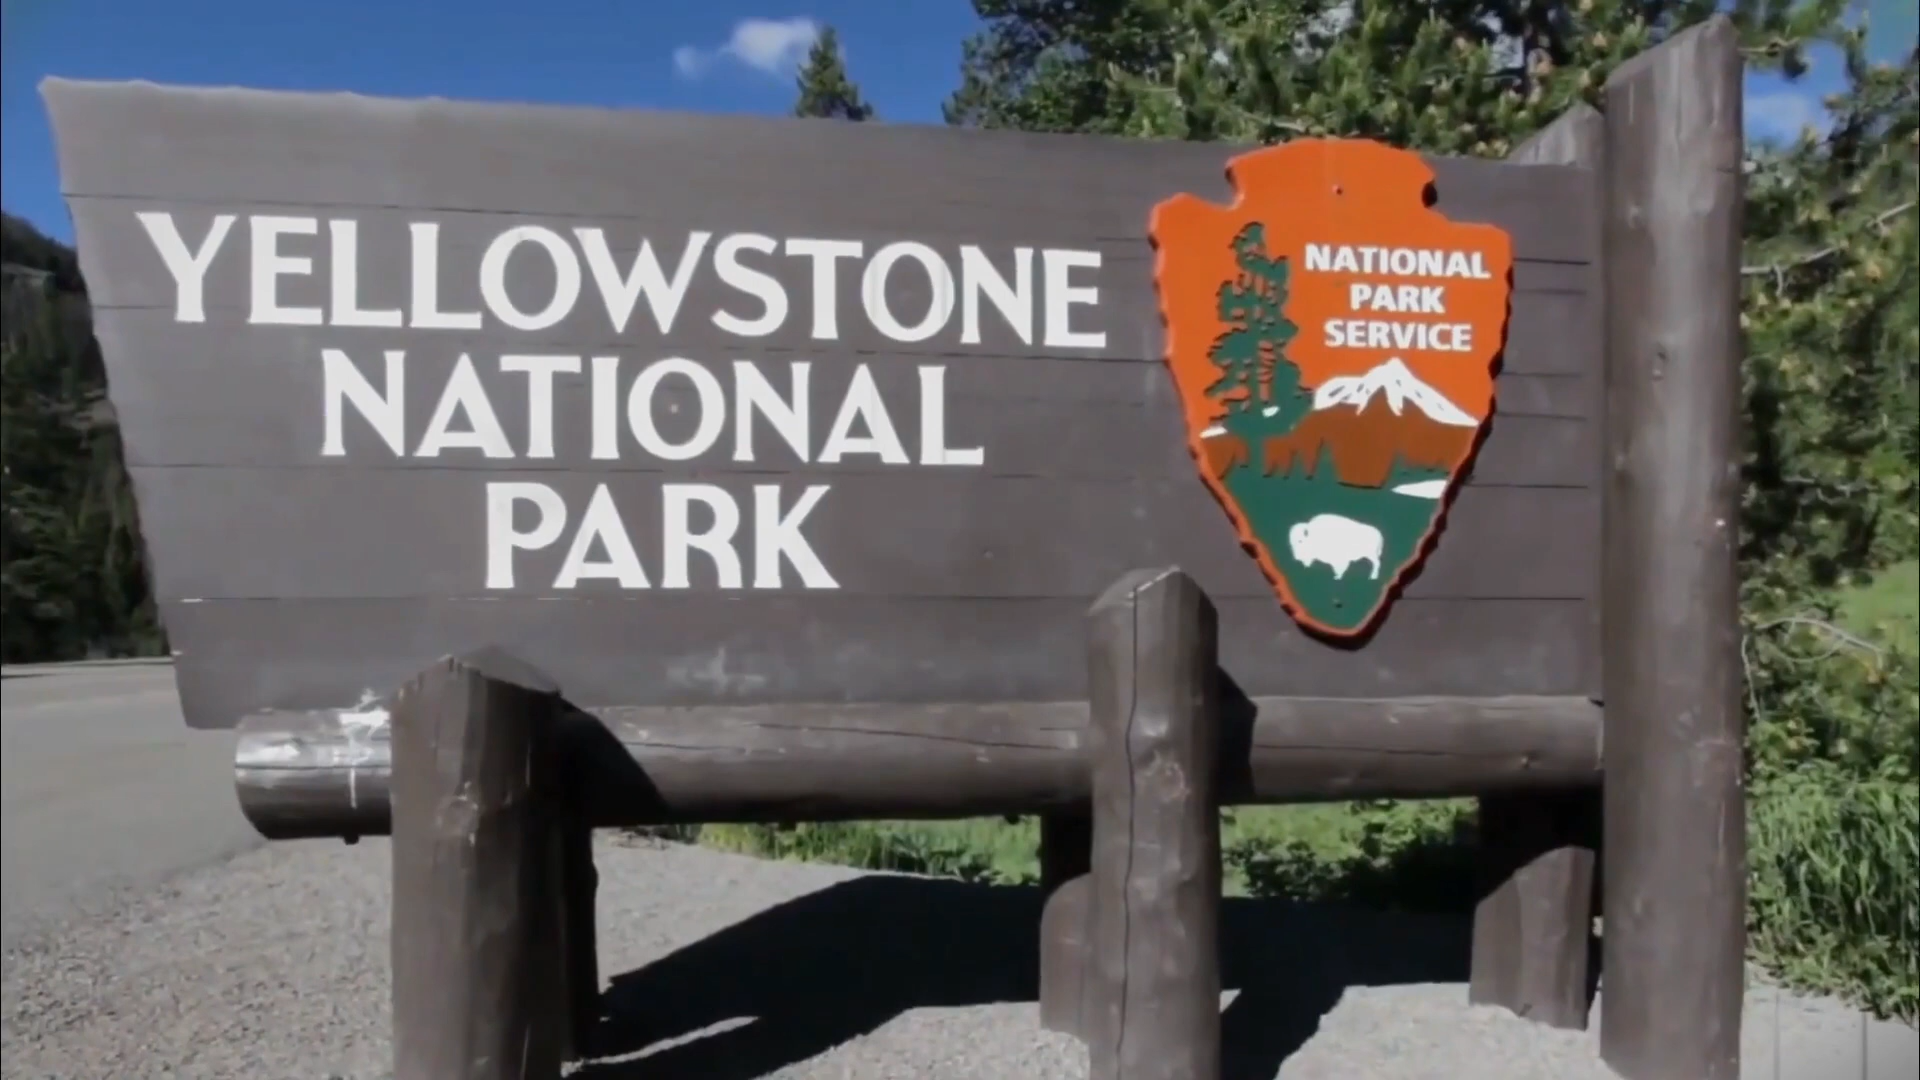 YELLOWSTONE
NATIONAL
PARK
NATIONAL
PARK
SERVICE